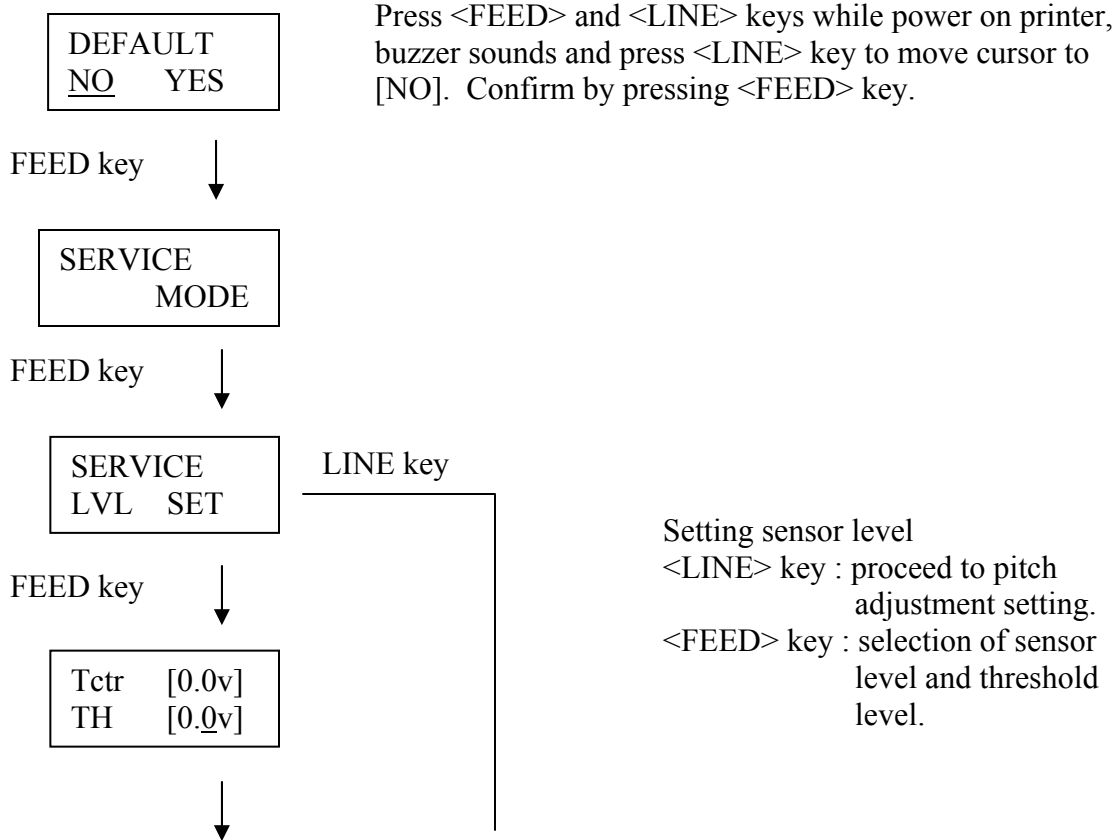 DEFAULT
NO YES
Press <FEED> and <LINE> keys while power on printer,
buzzer sounds and press <LINE> key to move cursor to
[NO]. Confirm by pressing <FEED> key.
FEED key
SERVICE
MODE
FEED key
SERVICE
LVL SET
LINE key
Setting sensor level
<LINE> key : proceed to pitch
adjustment setting.
<FEED> key : selection of sensor
level and threshold
level.
FEED key
Tctr [0.0v]
TH [0.0v]